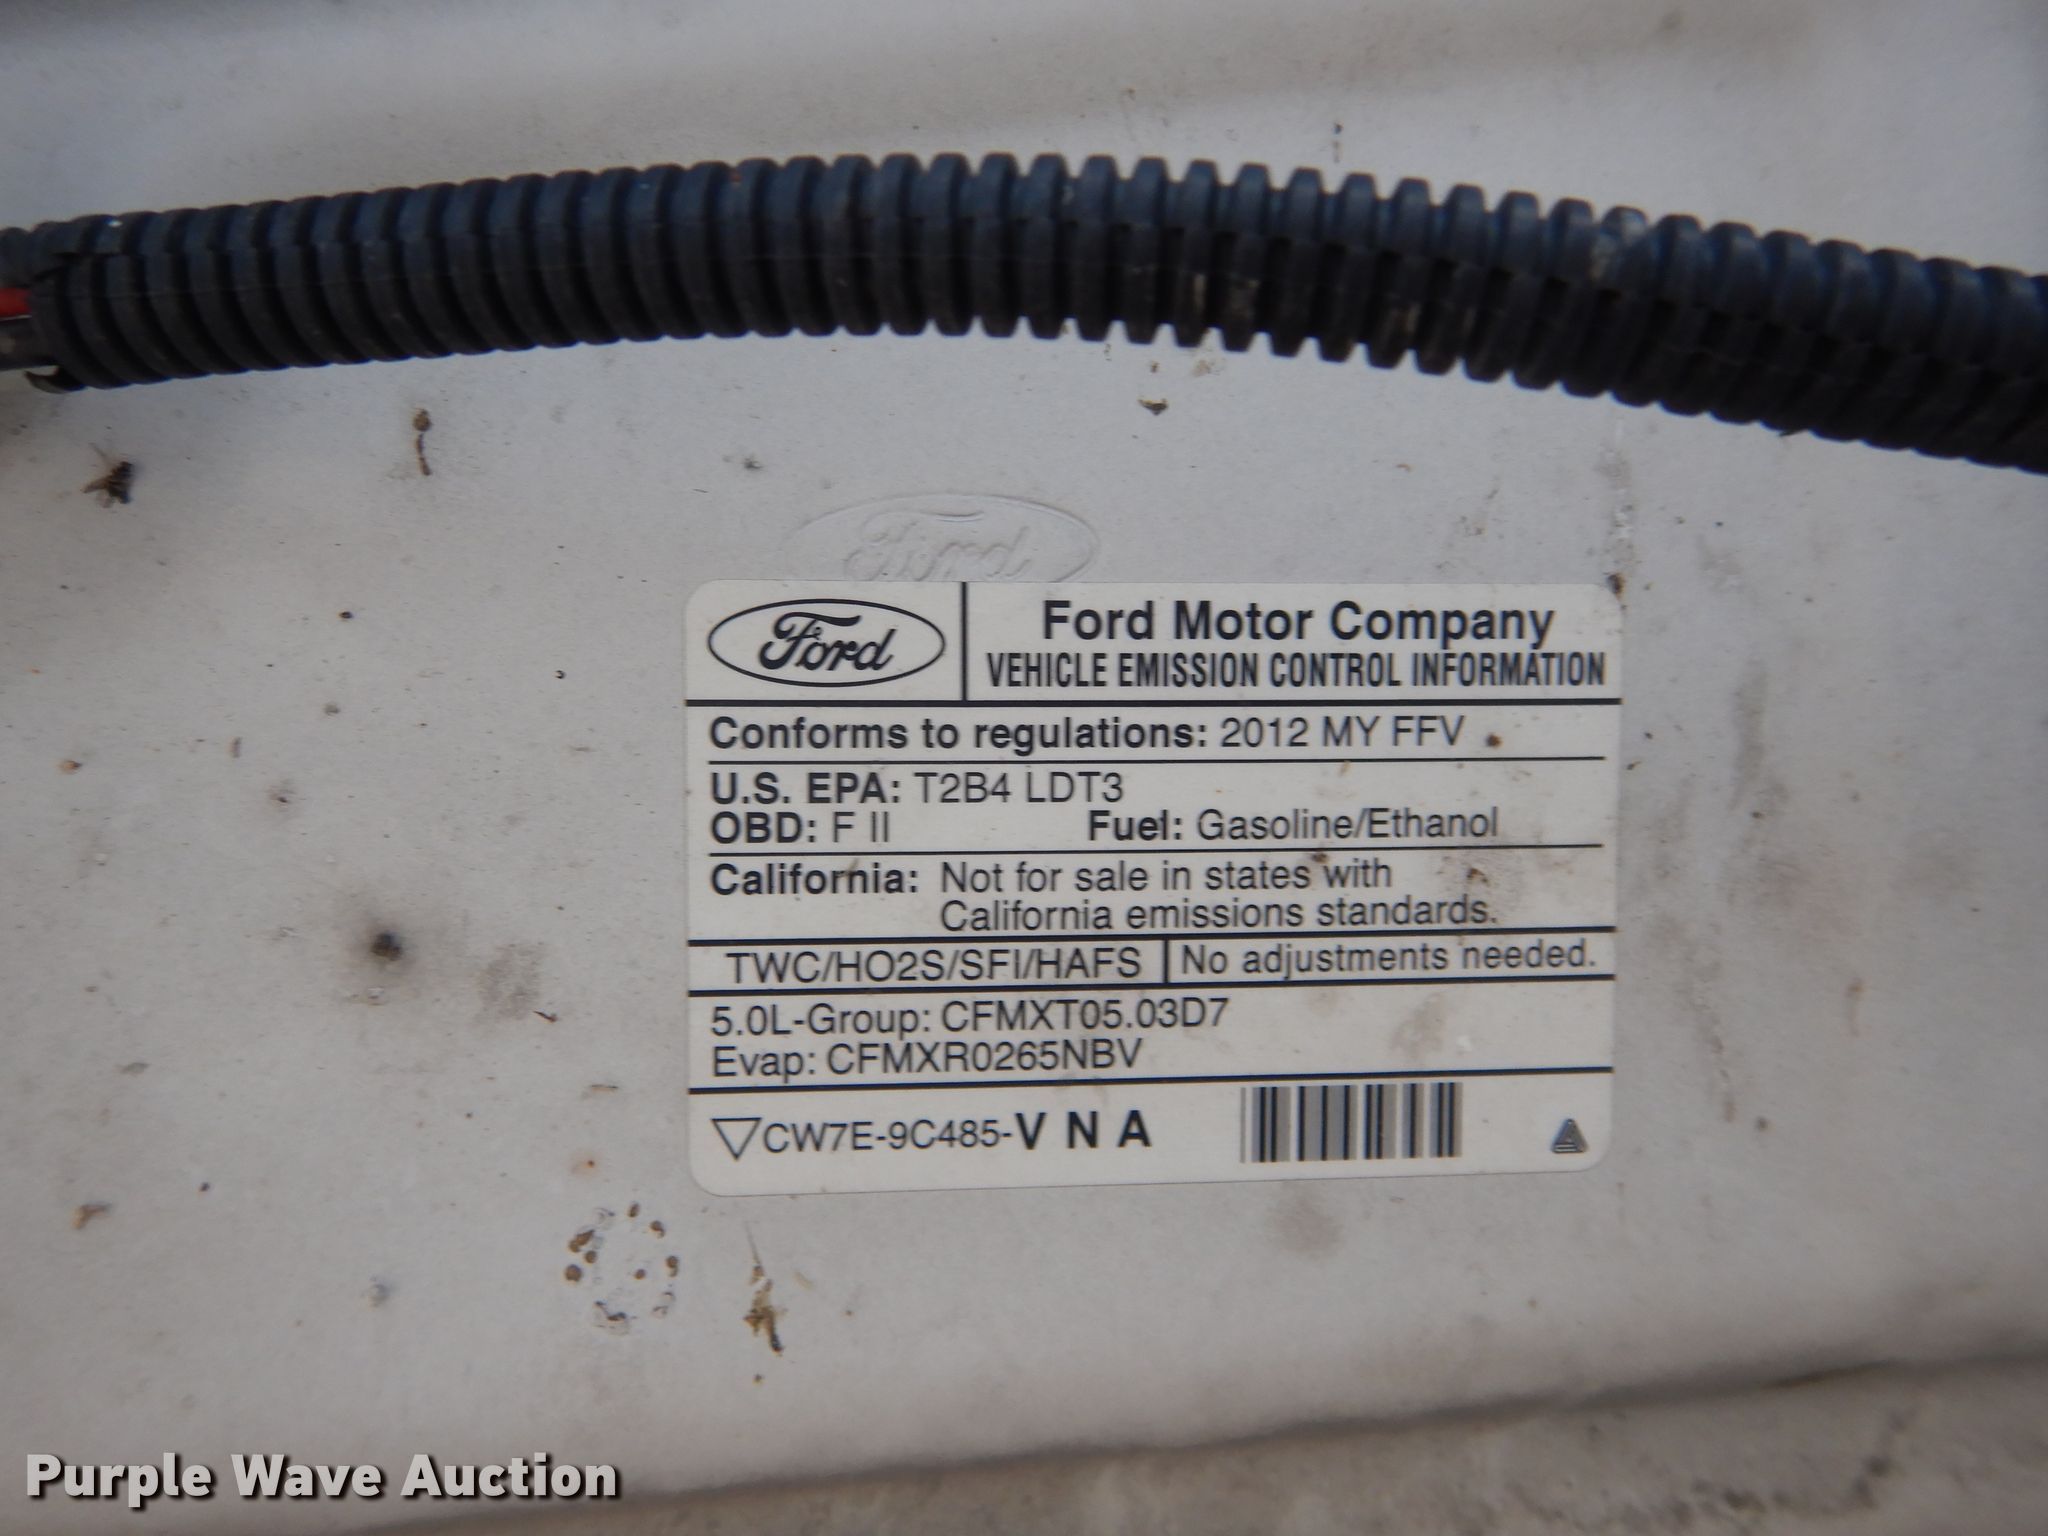 Ford
Ford
Ford Motor Company
VEHICLE EMISSION CONTROL INFORMATION
Conforms to regulations: 2012 MY FFV
U.S. EPA: T2B4 LDT3
OBD: F II Fuel: Gasoline/Ethanol
California: Not for sale in states with
California emissions standards.
TWC/HO2S/SFI/HAFS No adjustments needed.
5.0L-Group: CFMXT05.03D7
Evap: CFMXR0265NBV
CW7E-9C485-V N A
Purple Wave Auction